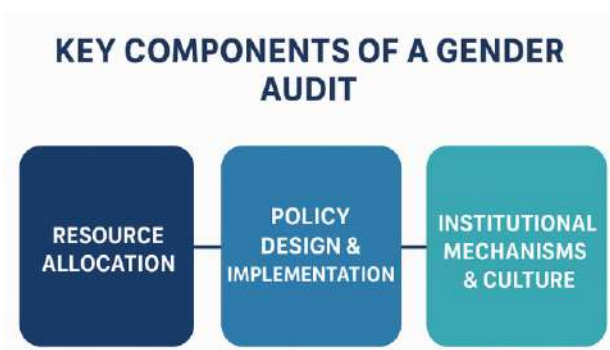 KEY COMPONENTS OF A GENDER
AUDIT
RESOURCE
ALLOCATION
POLICY
DESIGN &
IMPLEMENTATION
INSTITUTIONAL
MECHANISMS
& CULTURE